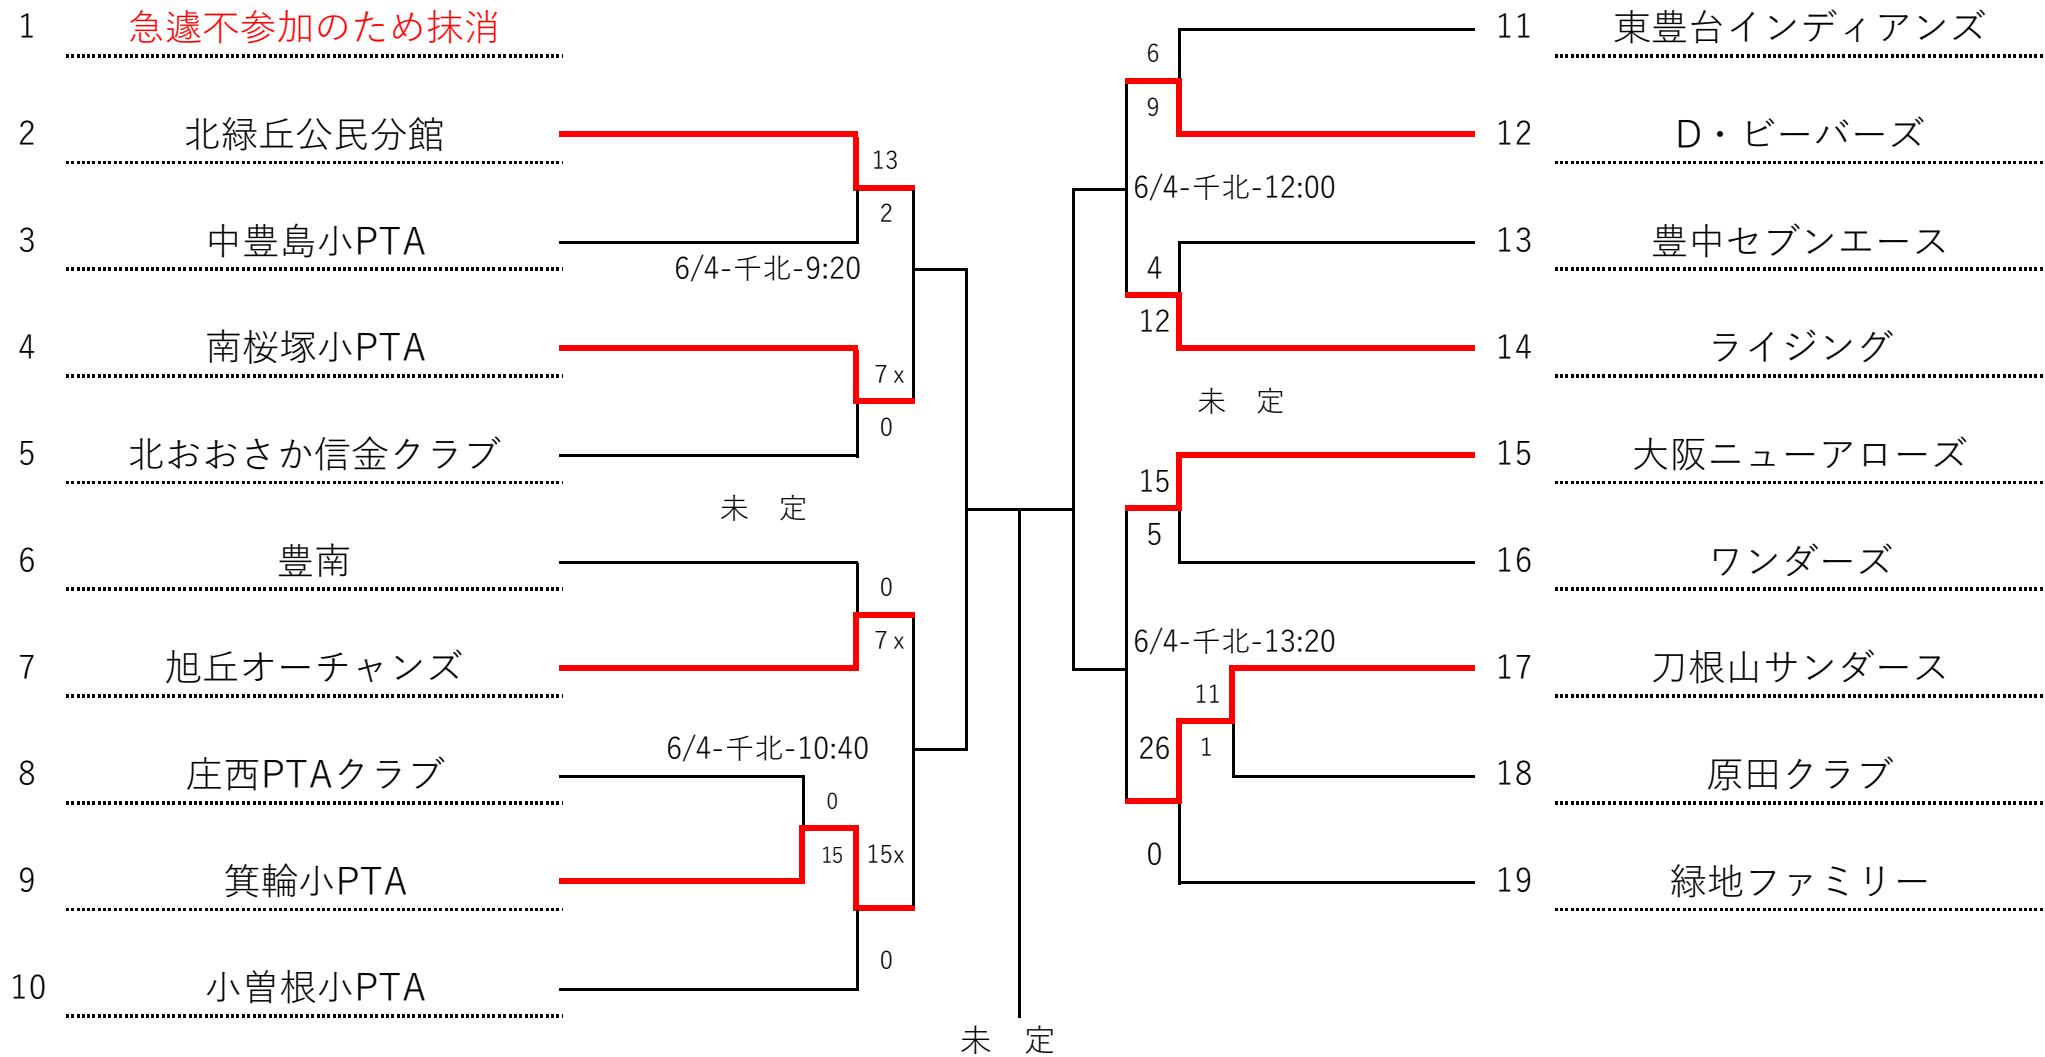 1 急遽不参加のため抹消
2 北緑丘公民分館
13
2
3 中豊島小PTA
6/4-千北-9:20
4 南桜塚小PTA
7 x
0
5 北おおさか信金クラブ
未 定
6 豊南
0
7 x
7 旭丘オーチャンズ
6/4-千北-10:40
8 庄西PTAクラブ
0
15
15x
9 箕輪小PTA
0
10 小曽根小PTA
未 定
11 東豊台インディアンズ
6
9
12 D・ビーバーズ
6/4-千北-12:00
13 豊中セブンエース
4
12
14 ライジング
未 定
15 大阪ニューアローズ
15
5
16 ワンダーズ
6/4-千北-13:20
17 刀根山サンダース
11
1
26
18 原田クラブ
0
19 緑地ファミリー